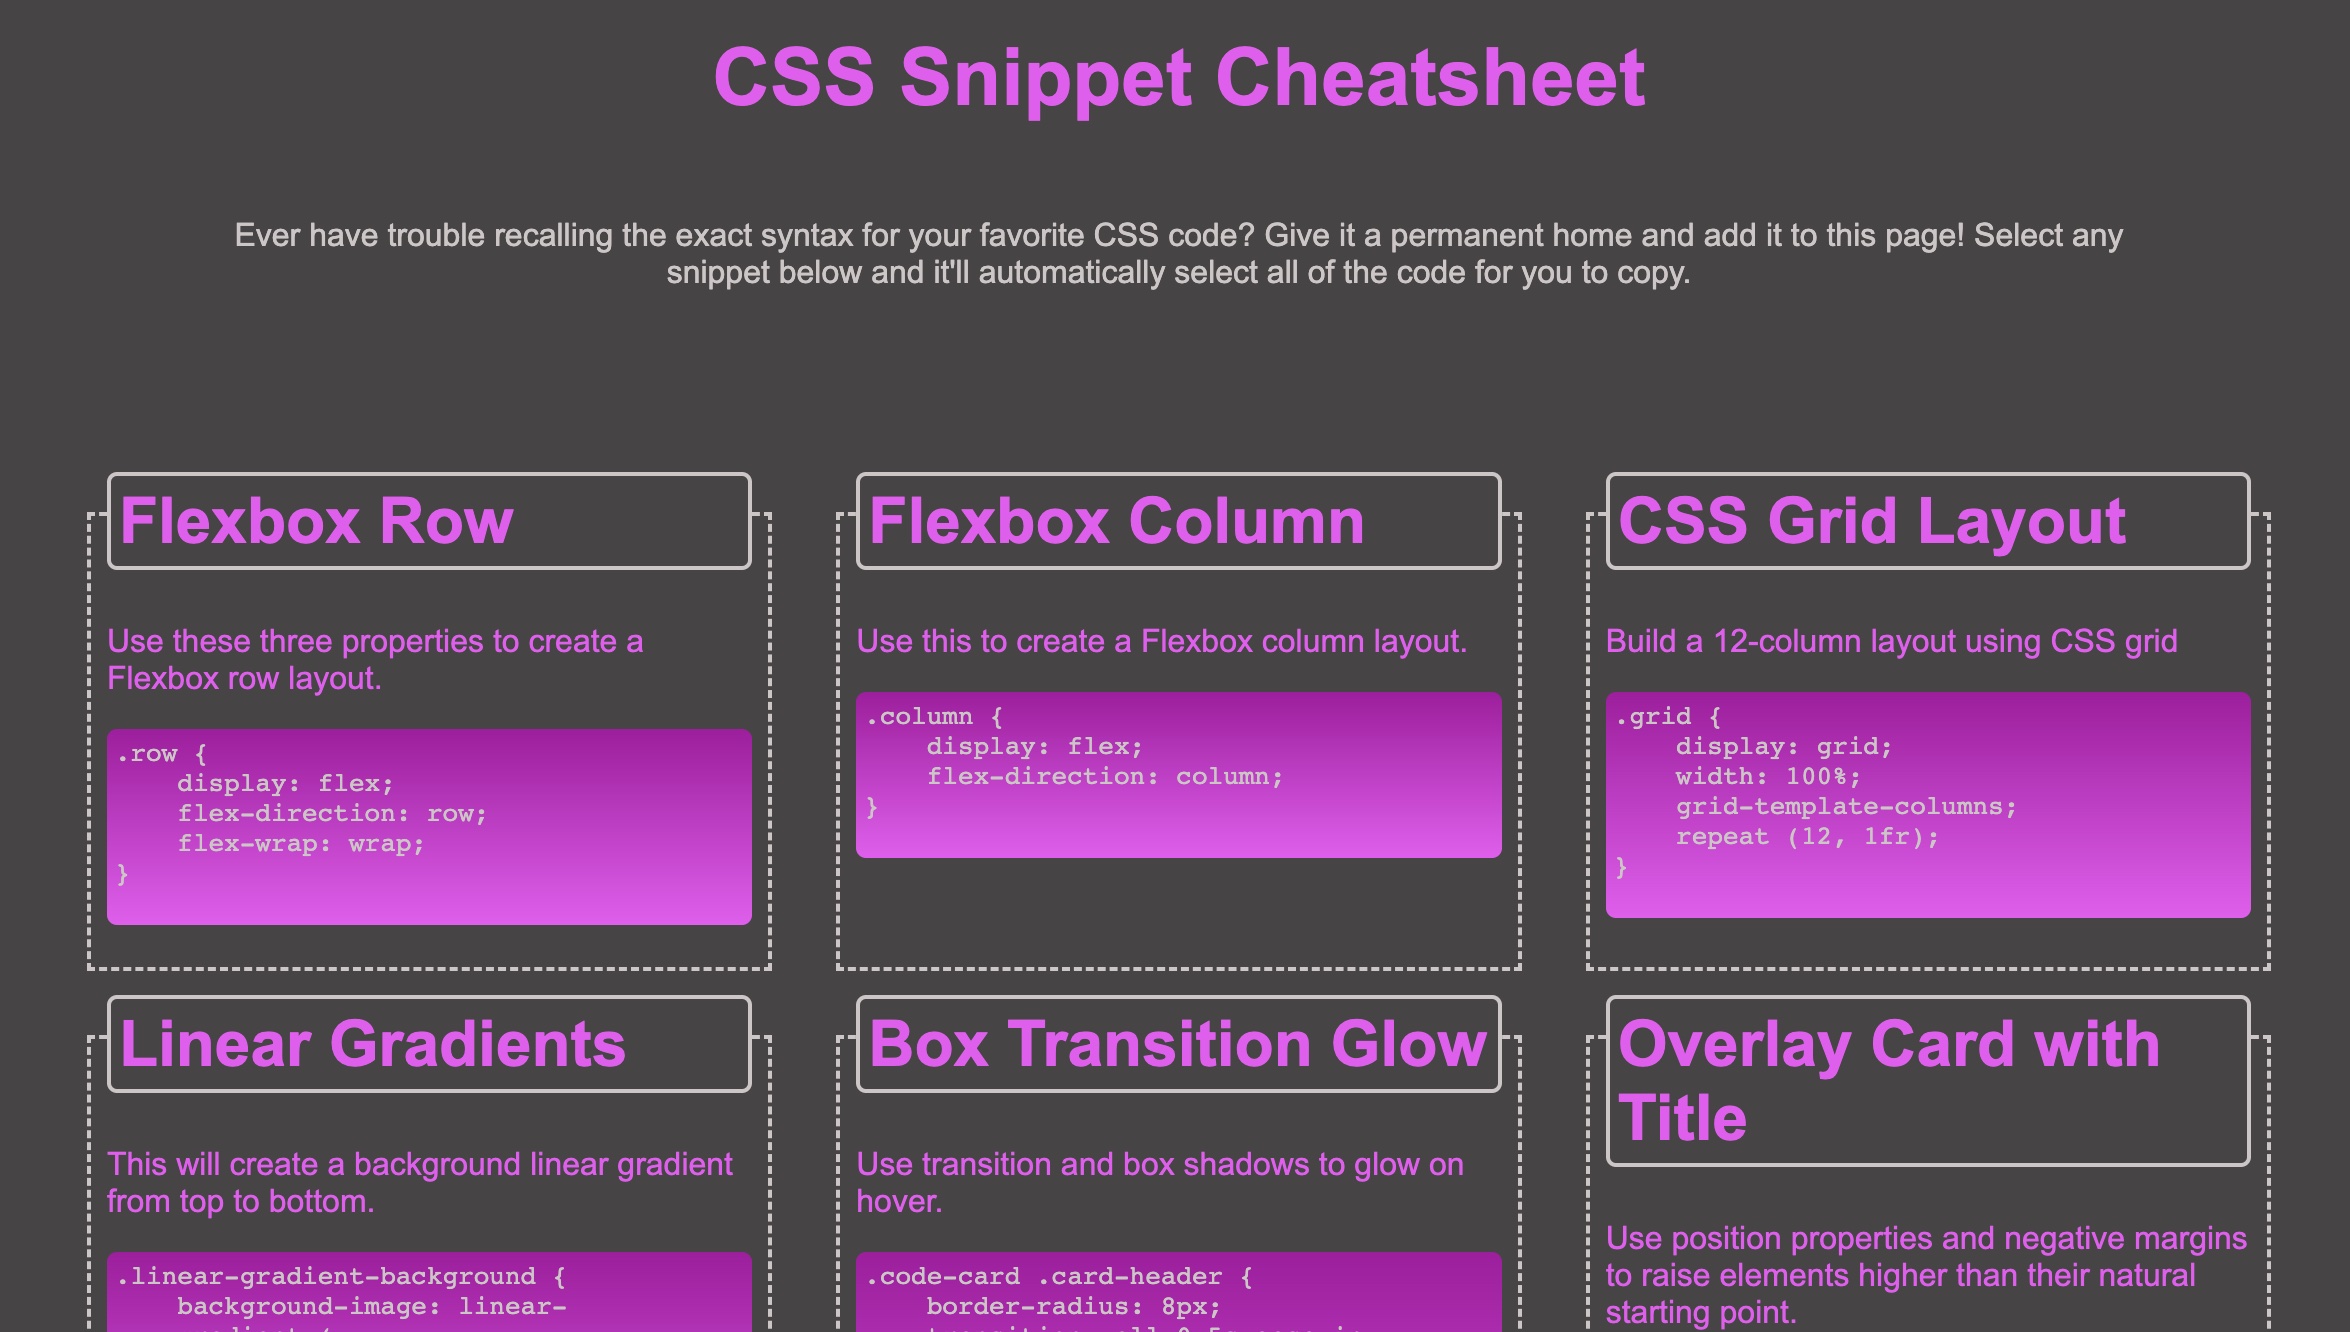 CSS Snippet Cheatsheet
Ever have trouble recalling the exact syntax for your favorite CSS code? Give it a permanent home and add it to this page! Select any
snippet below and it'll automatically select all of the code for you to copy.
Flexbox Row
Use these three properties to create a
Flexbox row layout.
.row {
    display: flex;
    flex-direction: row;
    flex-wrap: wrap;
}
Flexbox Column
Use this to create a Flexbox column layout.
.column {
    display: flex;
    flex-direction: column;
}
CSS Grid Layout
Build a 12-column layout using CSS grid
.grid {
    display: grid;
    width: 100%;
    grid-template-columns;
    repeat (12, 1fr);
}
Linear Gradients
This will create a background linear gradient
from top to bottom.
.linear-gradient-background {
    background-image: linear-
Box Transition Glow
Use transition and box shadows to glow on
hover.
.code-card .card-header {
    border-radius: 8px;
Overlay Card with
Title
Use position properties and negative margins
to raise elements higher than their natural
starting point.